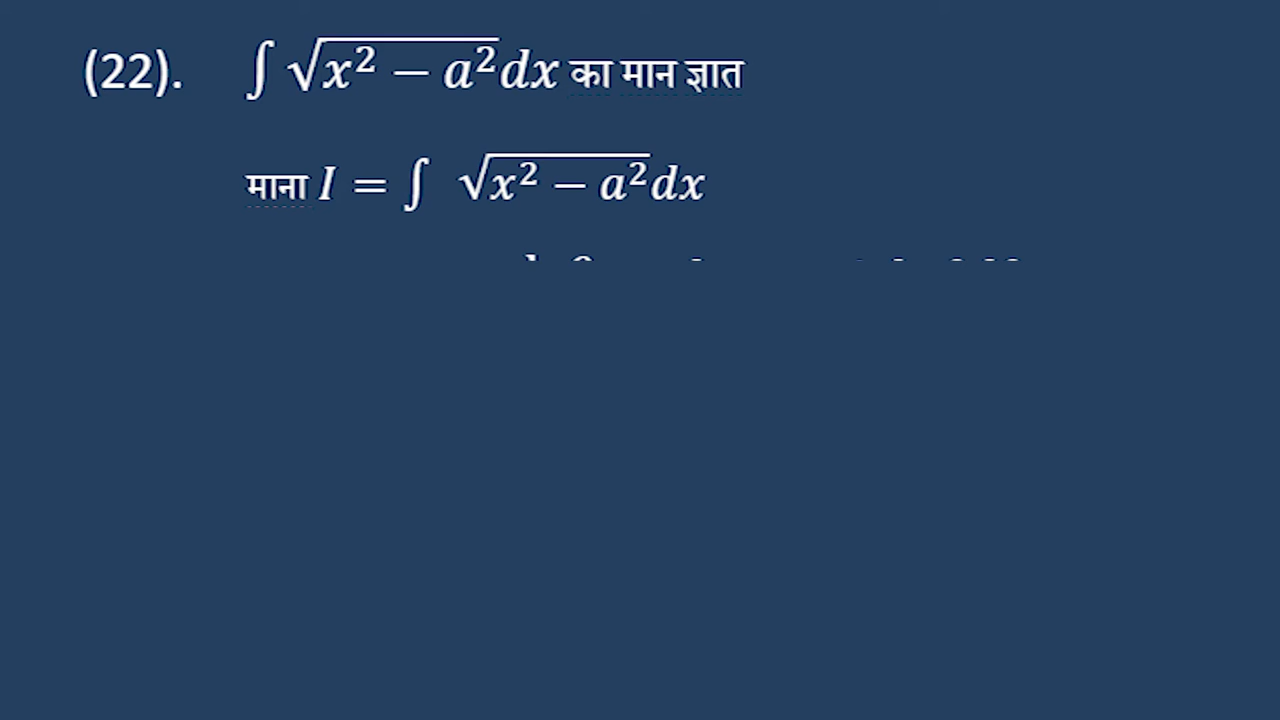 (22). ∫ √x² − a² dx का मान ज्ञात
माना I = ∫ √x² − a² dx